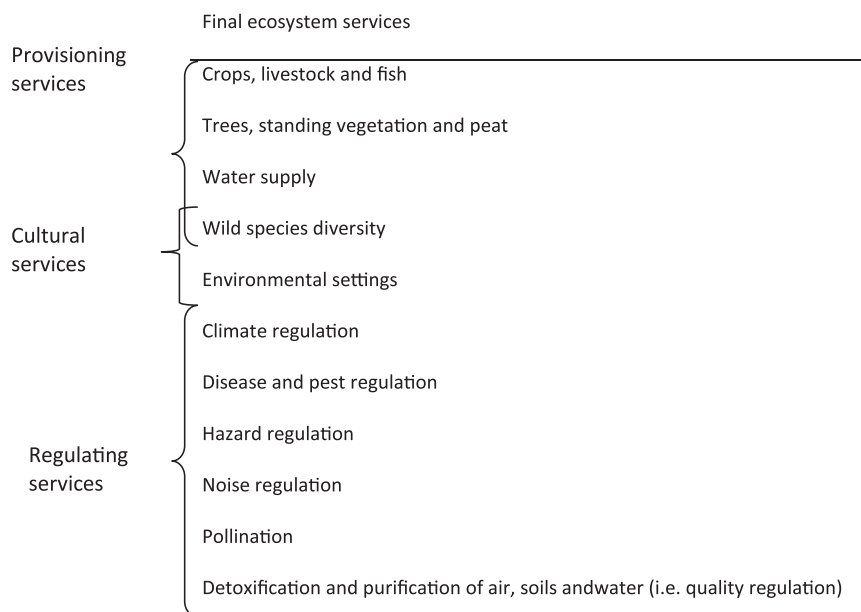 Final ecosystem services
Provisioning
services
Crops, livestock and fish
Trees, standing vegetation and peat
Water supply
Wild species diversity
Cultural
services
Environmental settings
Climate regulation
Disease and pest regulation
Hazard regulation
Regulating
services
Noise regulation
Pollination
Detoxification and purification of air, soils andwater (i.e. quality regulation)